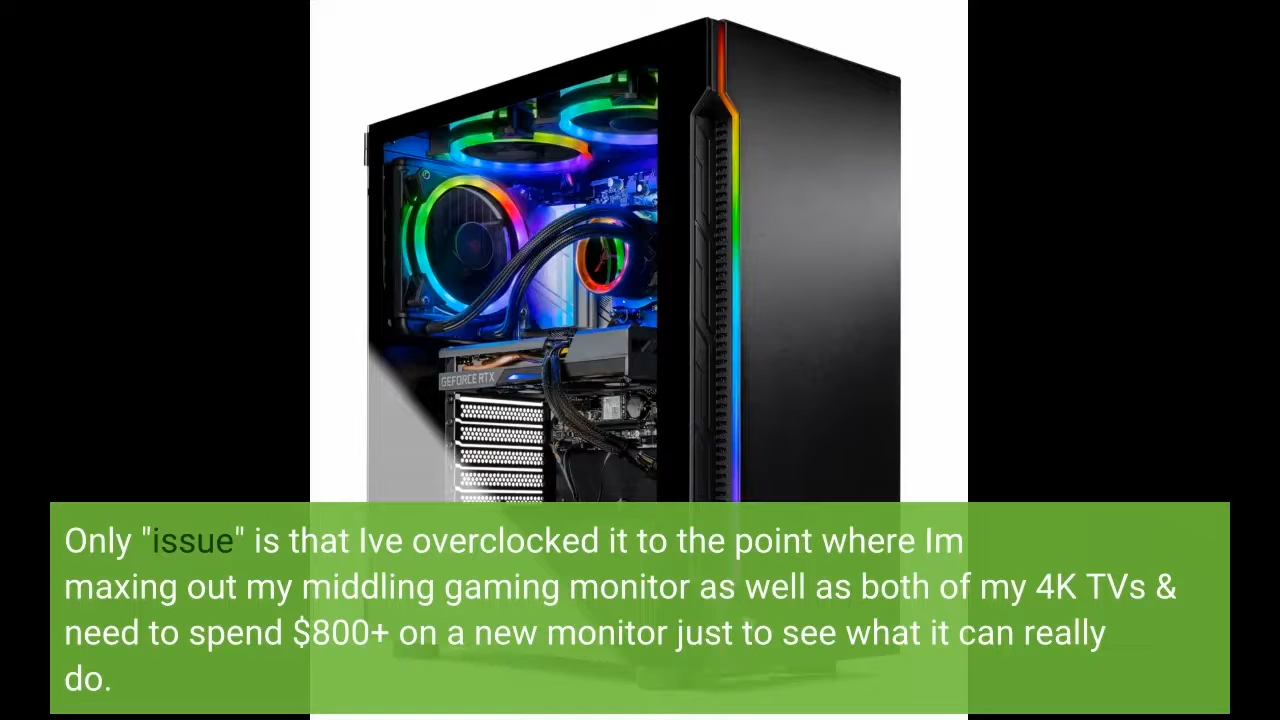 GEFORCE RTX
Only "issue" is that Ive overclocked it to the point where Im
maxing out my middling gaming monitor as well as both of my 4K TVs &
need to spend $800+ on a new monitor just to see what it can really
do.